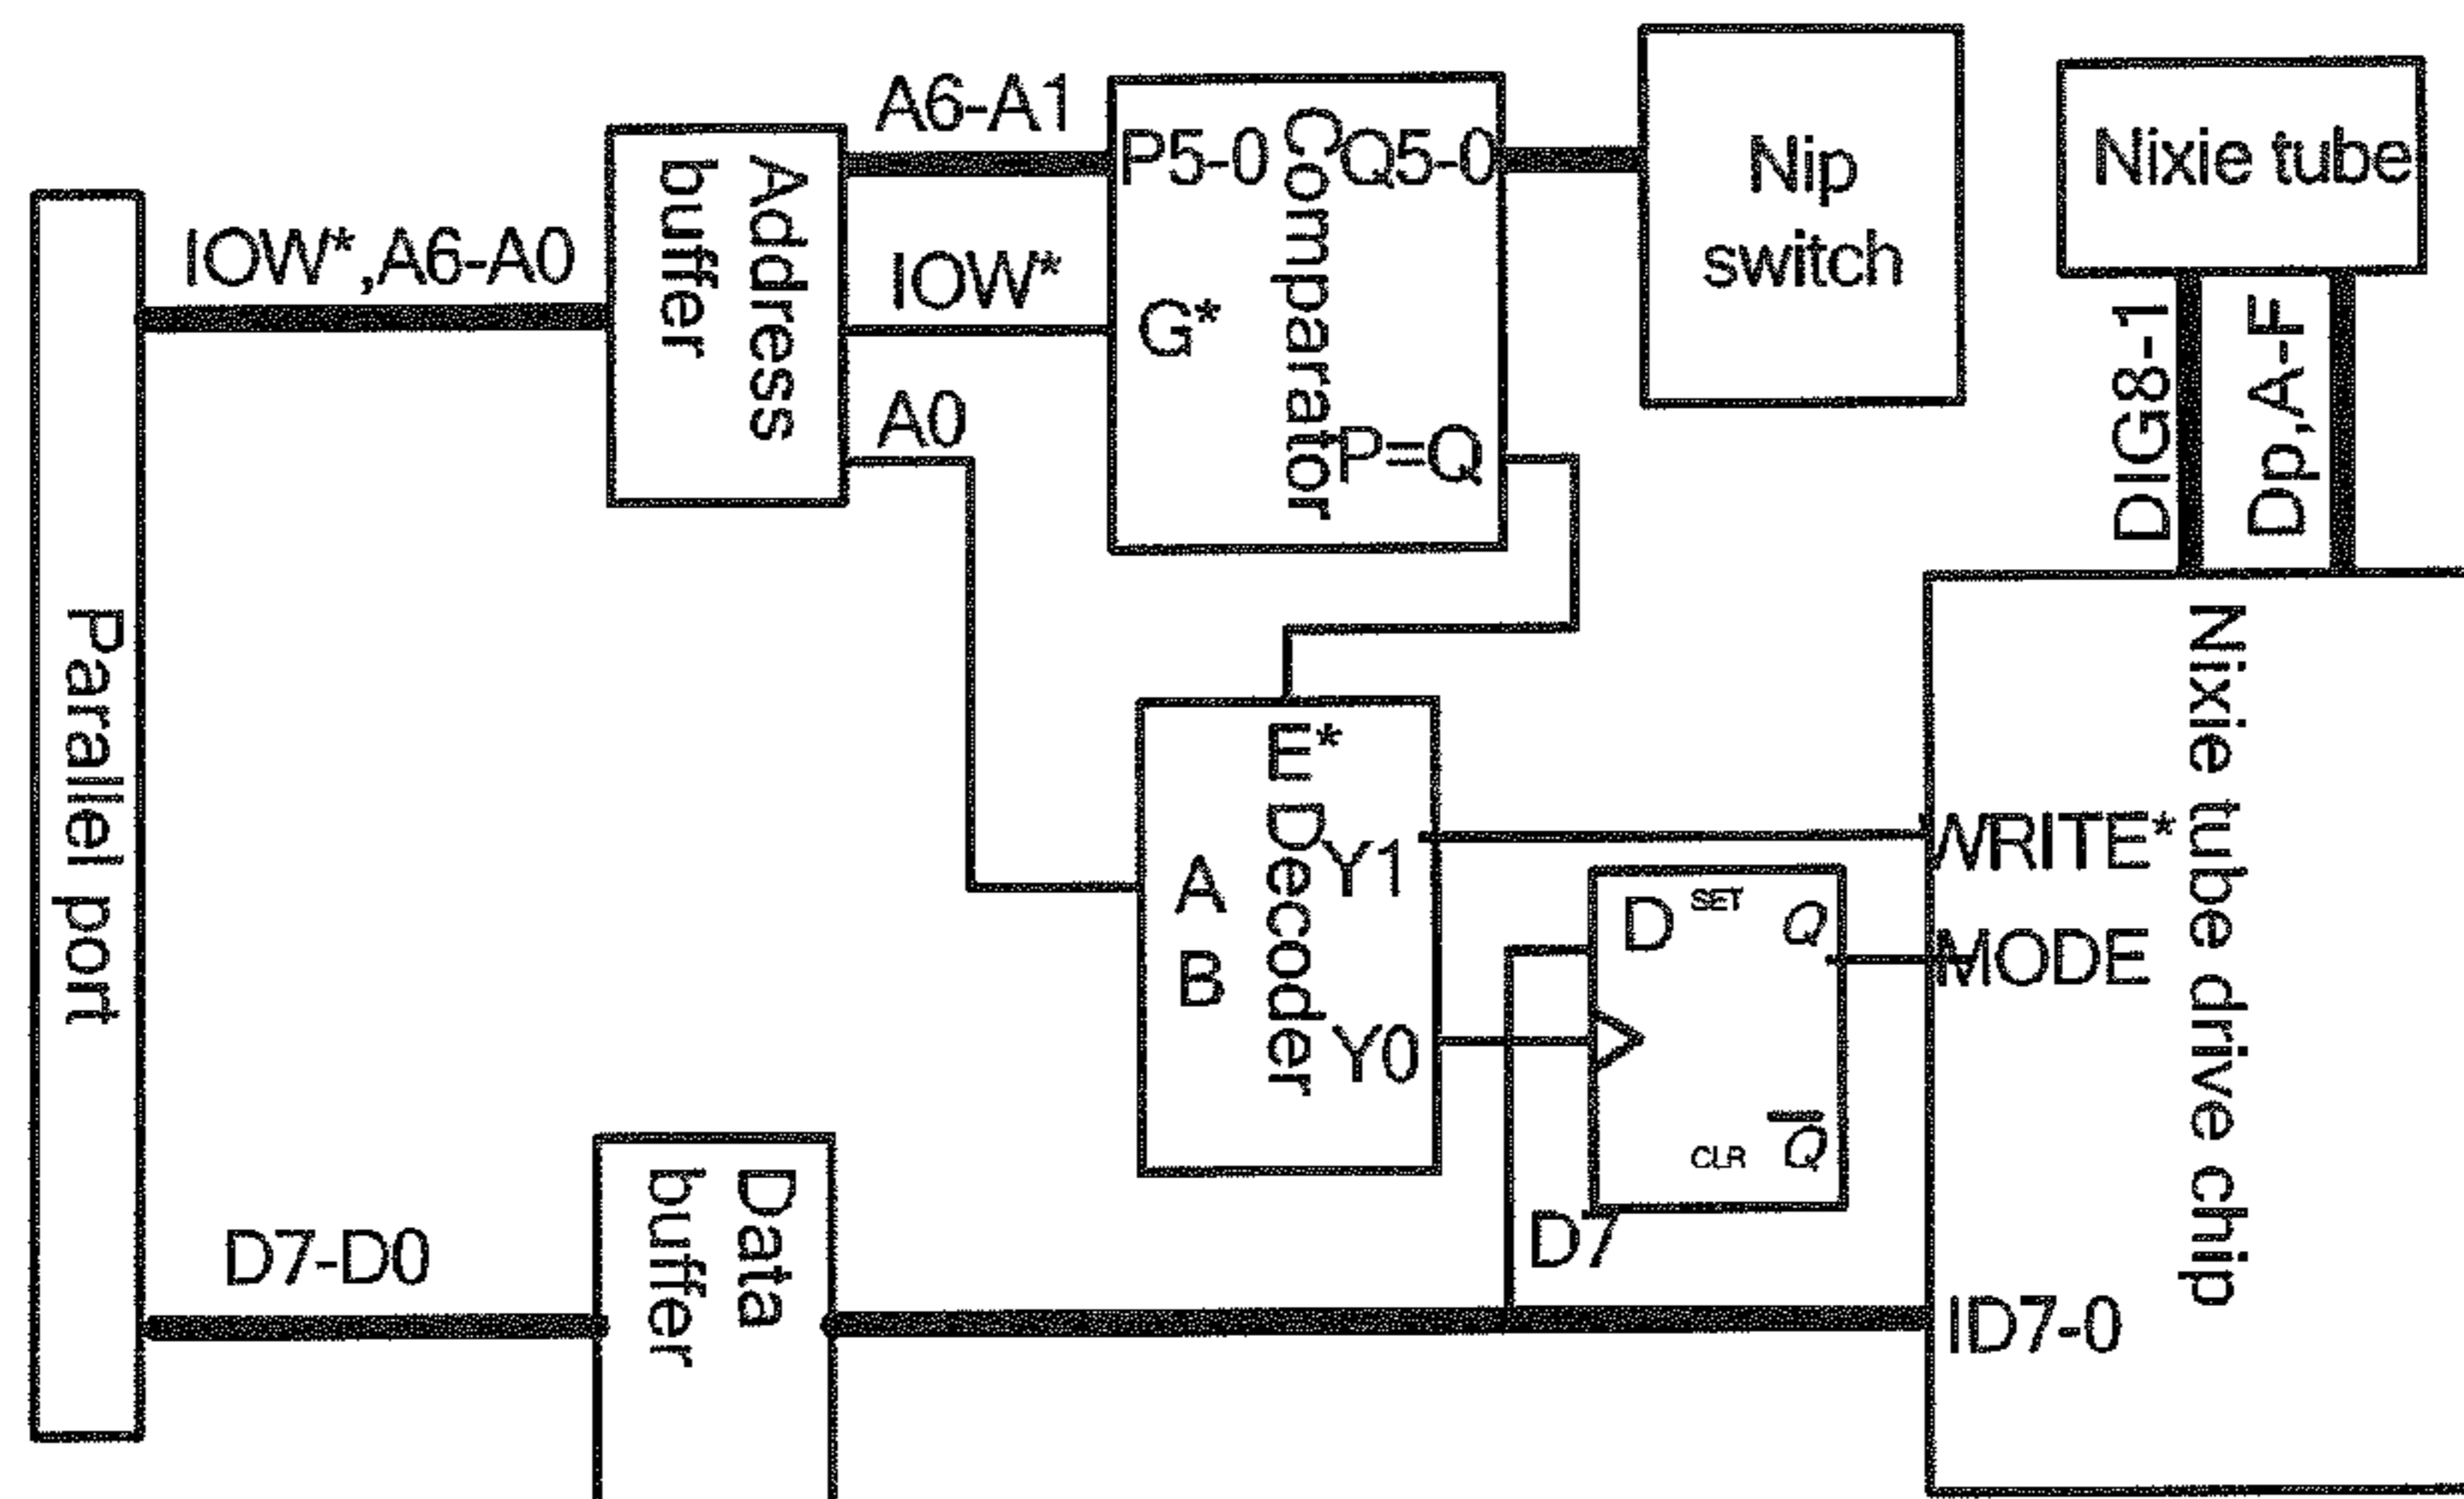 Parallel port
IOW*,A6-A0
D7-D0
Address
buffer
Data
buffer
A6-A1
IOW*
A0
P5-0
Comparator
Q5-0
G*
P=Q
Nip
switch
Nixie tube
DIG8-1
Dp,A-F
E*
Decoder
A
B
Y1
Y0
D
SET
Q
CLR
Q
D7
WRITE*
MODE
ID7-0
Nixie tube drive chip